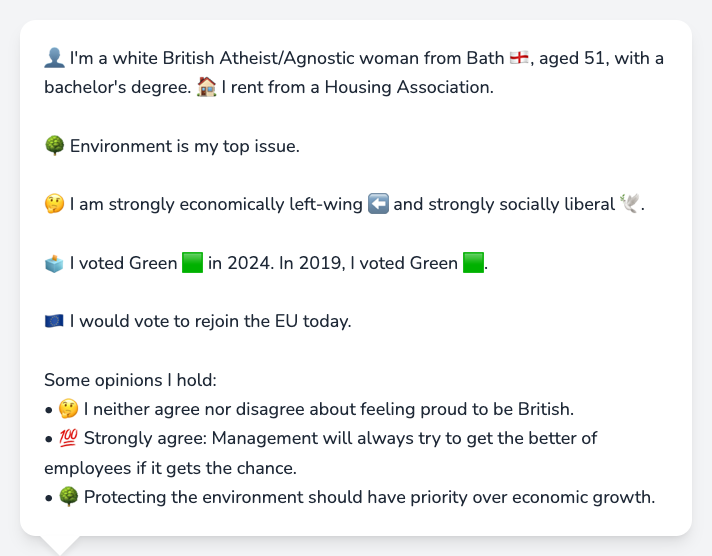 👤 I'm a white British Atheist/Agnostic woman from Bath 🏴󠁧󠁢󠁥󠁮󠁧󠁿, aged 51, with a
bachelor's degree. 🏠 I rent from a Housing Association.
🌳 Environment is my top issue.
🤔 I am strongly economically left-wing ⬅️ and strongly socially liberal 🕊️.
🗳️ I voted Green 🟩 in 2024. In 2019, I voted Green 🟩.
🇪🇺 I would vote to rejoin the EU today.
Some opinions I hold:
• 🤔 I neither agree nor disagree about feeling proud to be British.
• 💯 Strongly agree: Management will always try to get the better of
employees if it gets the chance.
• 🌳 Protecting the environment should have priority over economic growth.